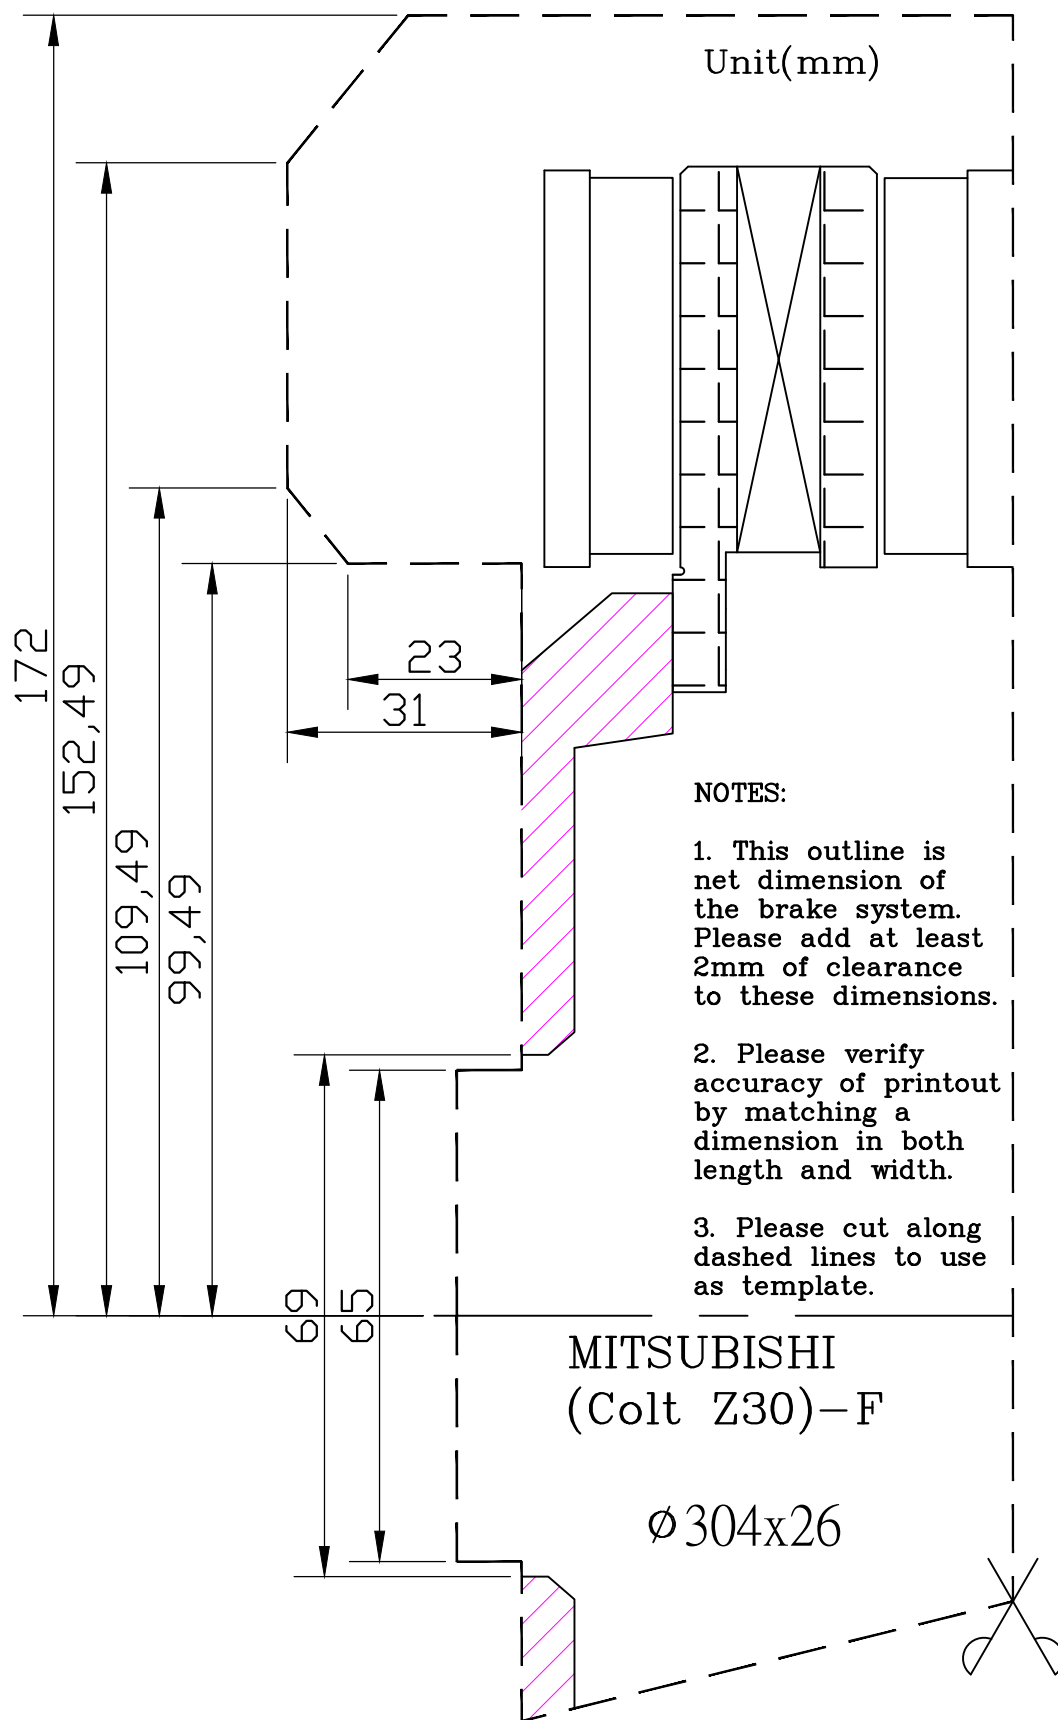 Unit(mm)
172
152,49
109,49
99,49
23
31
NOTES:
1. This outline is
net dimension of
the brake system.
Please add at least
2mm of clearance
to these dimensions.
2. Please verify
accuracy of printout
by matching a
dimension in both
length and width.
3. Please cut along
dashed lines to use
as template.
69
65
MITSUBISHI
(Colt Z30)-F
∅304x26